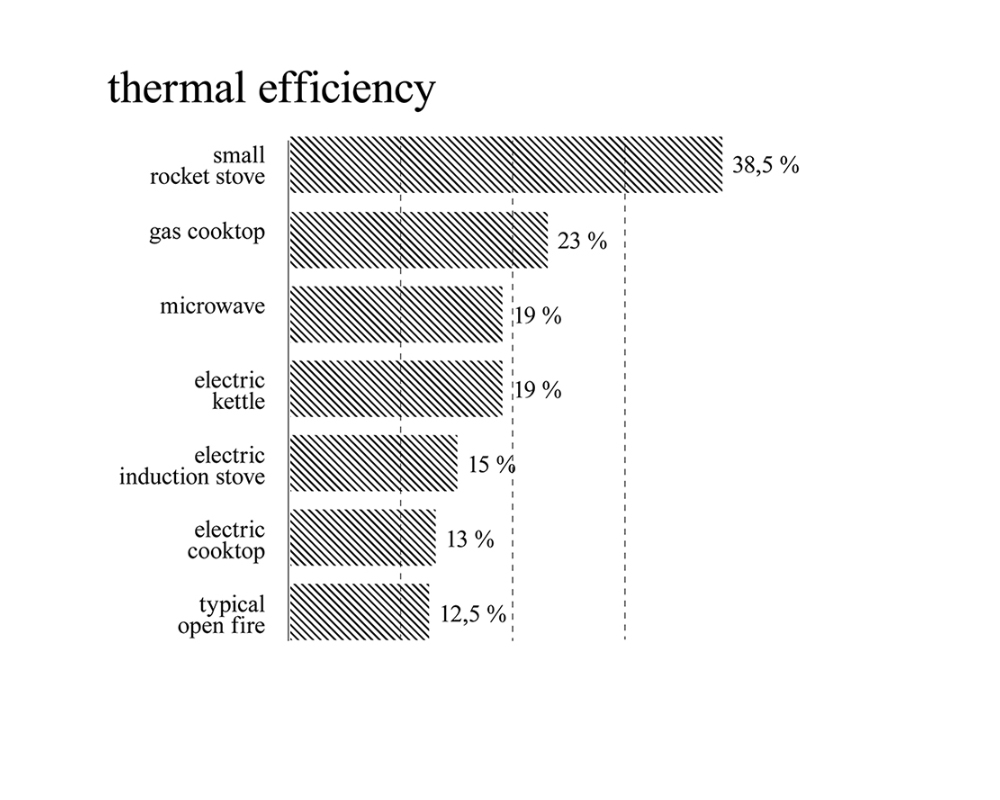 thermal efficiency
small
rocket stove
38,5 %
gas cooktop
23 %
microwave
19 %
electric
kettle
19 %
electric
induction stove
15 %
electric
cooktop
13 %
typical
open fire
12,5 %